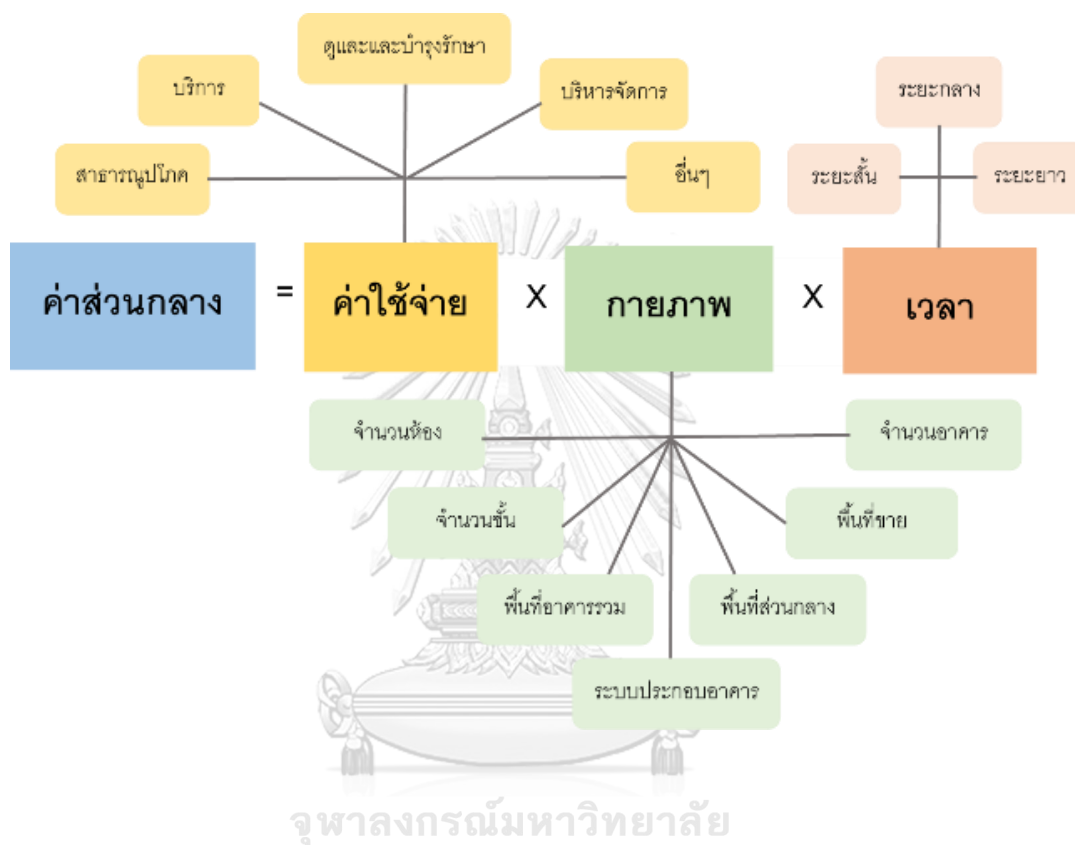 ดูและและบำรุงรักษา
บริการ
บริหารจัดการ
ระยะกลาง
สาธารณูปโภค
อื่นๆ
ระยะสั้น
ระยะยาว
ค่าส่วนกลาง = ค่าใช้จ่าย X กายภาพ X เวลา
จำนวนห้อง
จำนวนอาคาร
จำนวนชั้น
พื้นที่ขาย
พื้นที่อาคารรวม
พื้นที่ส่วนกลาง
ระบบประกอบอาคาร
จุฬาลงกรณ์มหาวิทยาลัย